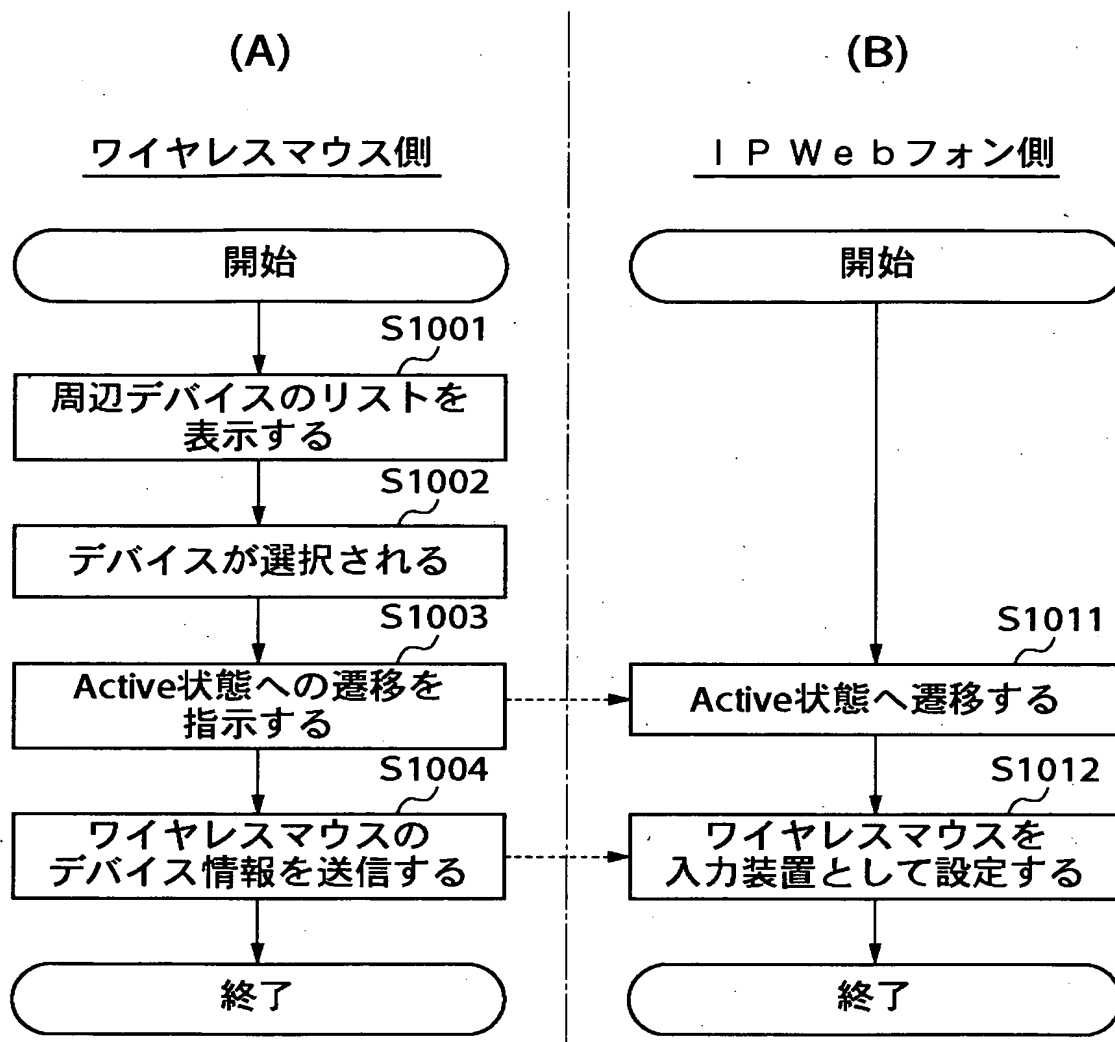 (A)
ワイヤレスマウス側
開始
S1001
周辺デバイスのリストを
表示する
S1002
デバイスが選択される
S1003
Active状態への遷移を
指示する
S1004
ワイヤレスマウスの
デバイス情報を送信する
終了
(B)
ＩＰＷｅｂフォン側
開始
S1011
Active状態へ遷移する
S1012
ワイヤレスマウスを
入力装置として設定する
終了